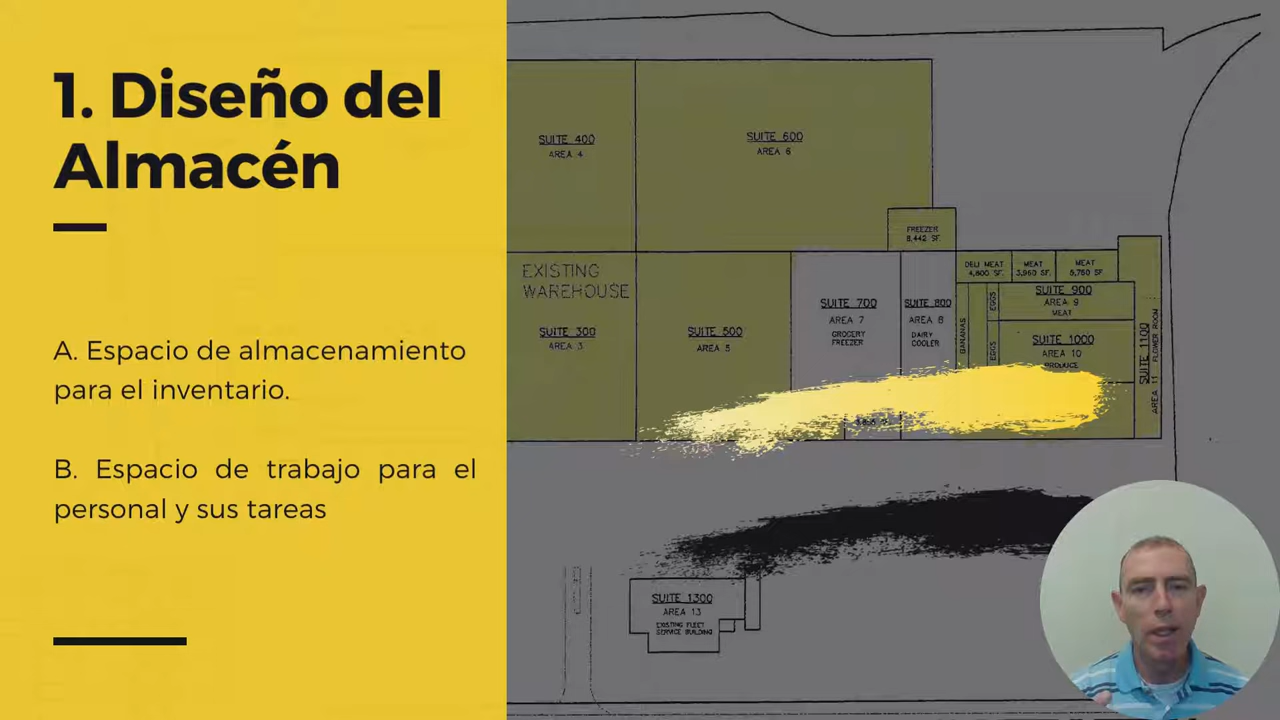 1. Diseño del
Almacén
A. Espacio de almacenamiento
para el inventario.
B. Espacio de trabajo para el
personal y sus tareas
SUITE 400
AREA 4
SUITE 600
AREA 6
FREEZER
8,442 SF.
EXISTING
WAREHOUSE
SUITE 300
AREA 3
SUITE 500
AREA 5
SUITE 700
AREA 7
GROCERY
FREEZER
SUITE 800
AREA 8
DAIRY
COOLER
DELI MEAT
4,800 SF.
MEAT
3,960 SF.
MEAT
BANANAS
EGGS
EGGS
SUITE 900
AREA 9
MEAT
SUITE 1000
AREA 10
PRODUCE
SUITE 1100
AREA 11 FLOWER ROOM
SUITE 1300
AREA 13
EXISTING FLEET
SERVICE BUILDING